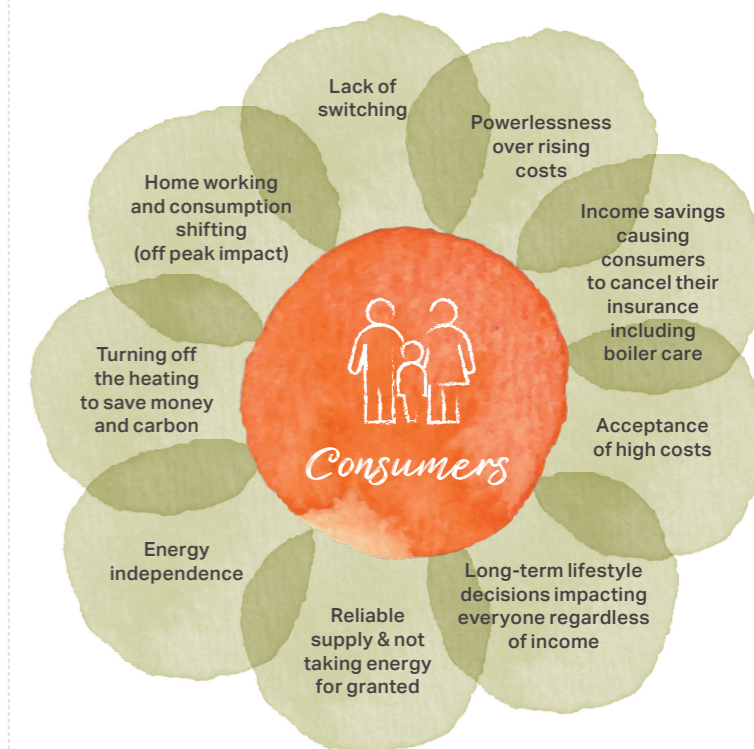 Lack of
switching
Powerlessness
over rising
costs
Income savings
causing
consumers
to cancel their
insurance
including
boiler care
Acceptance
of high costs
Long-term lifestyle
decisions impacting
everyone regardless
of income
Reliable
supply & not
taking energy
for granted
Energy
independence
Turning off
the heating
to save money
and carbon
Home working
and consumption
shifting
(off peak impact)
Consumers